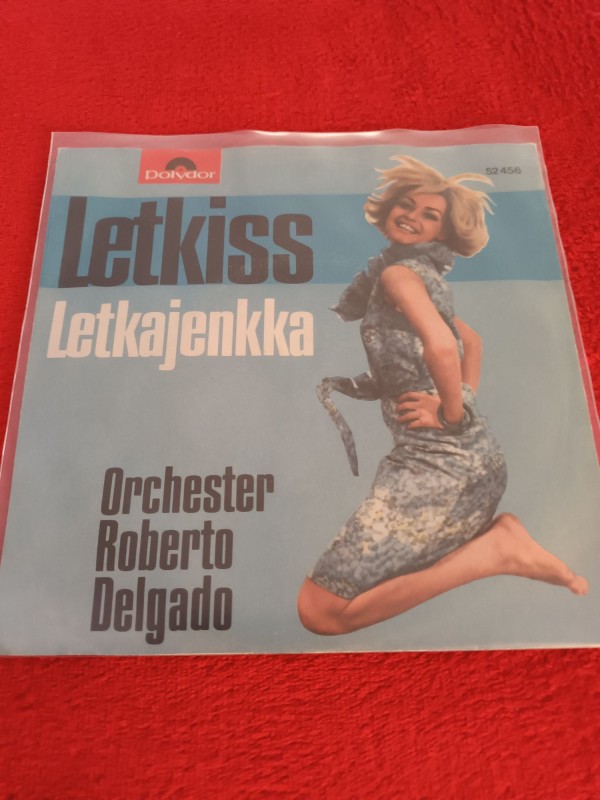 Polydor
52 456
Letkiss
Letkajenkka
Orchester
Roberto
Delgado